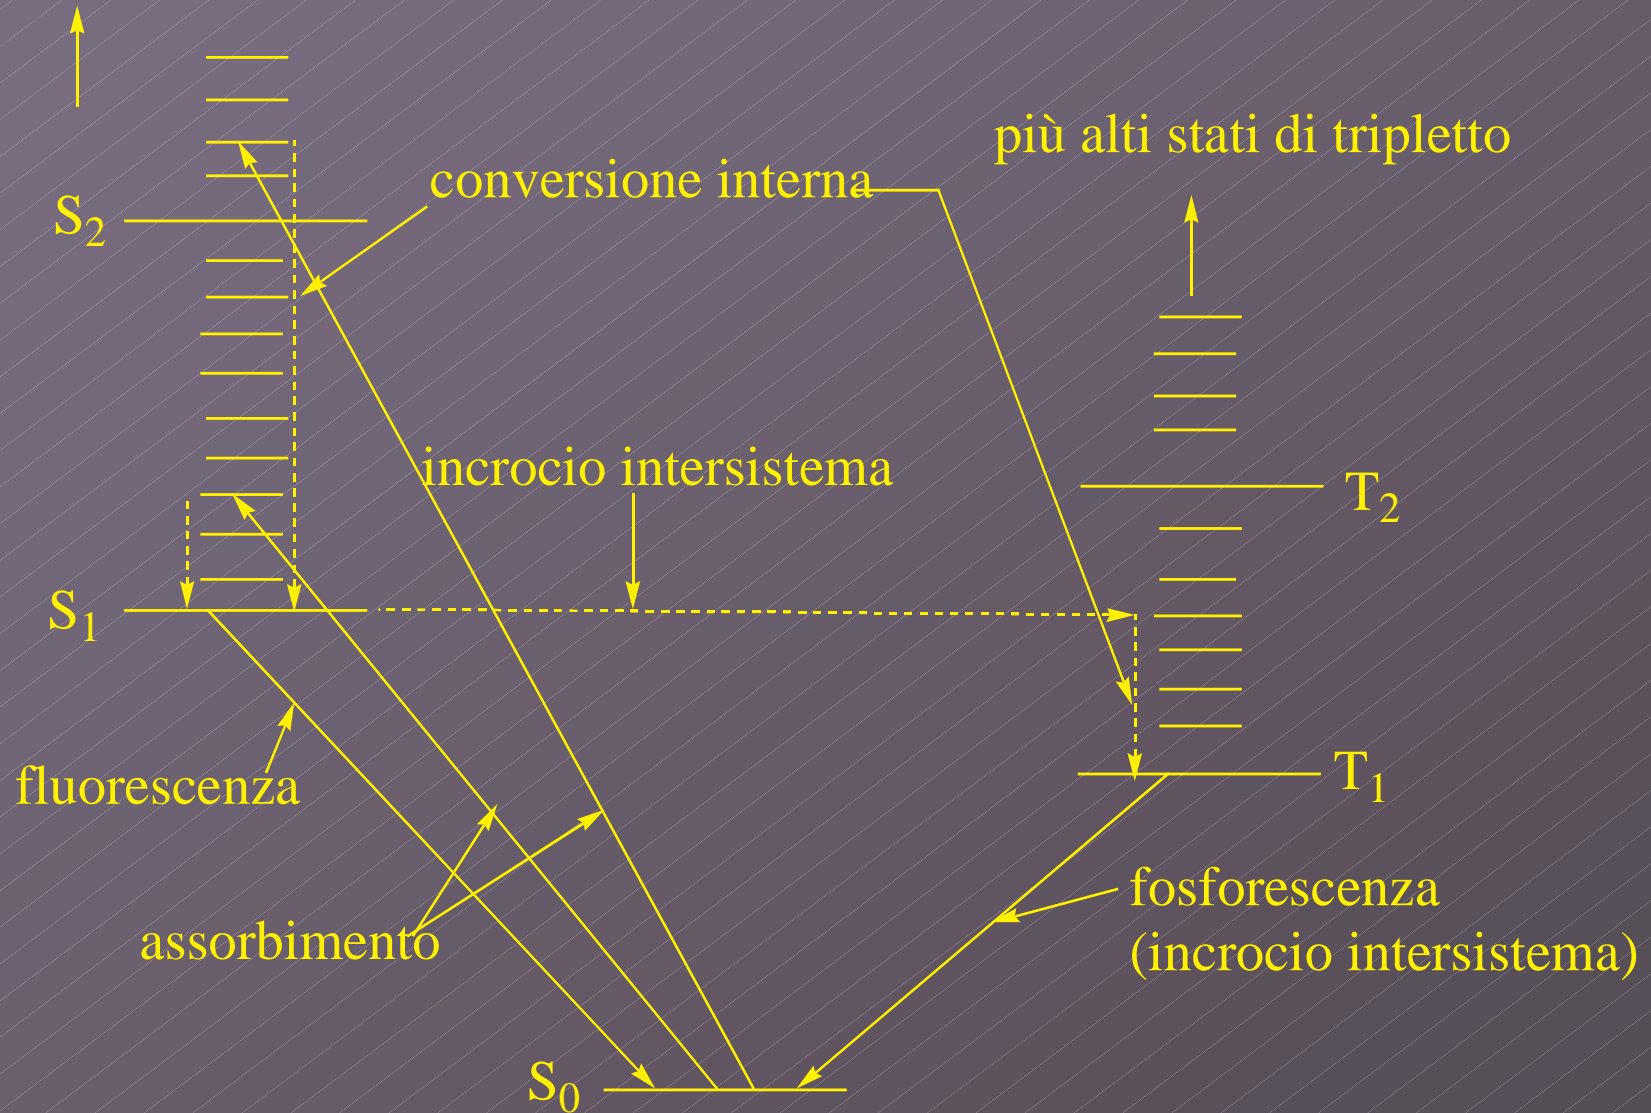 più alti stati di tripletto
conversione interna
S₂
incrocio intersistema
T₂
S₁
T₁
fluorescenza
fosforescenza
(incrocio intersistema)
assorbimento
S₀